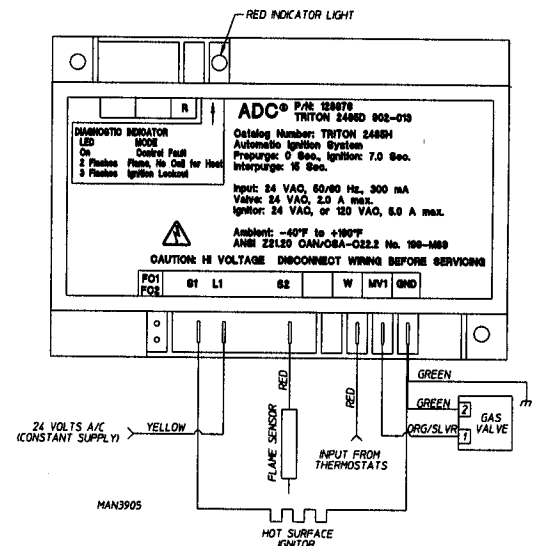 RED INDICATOR LIGHT
R
ADC® P/N: 128876
TRITON 2465D 902-013
DIAGNOSTIC INDICATOR
LED MODE
On Control Fault
2 Flashes Flame, No Call for Heat
3 Flashes Ignition Lockout
Catalog Number: TRITON 2465H
Automatic Ignition System
Prepurge: 0 Sec., Ignition: 7.0 Sec.
Interpurge: 15 Sec.
Input: 24 VAC, 50/60 Hz, 300 mA
Valve: 24 VAC, 2.0 A max.
Ignitor: 24 VAC, or 120 VAC, 5.0 A max.
Ambient: -40°F to
ANSI Z21.20 CAN/CSA-C22.2 No. 199-M89
CAUTION: HI VOLTAGE DISCONNECT WIRING BEFORE SERVICING
FC1
FC2
S1 L1 S2 W MV1 GND
GREEN
RED
RED
GREEN
2
GAS
VALVE
24 VOLTS A/C
(CONSTANT SUPPLY)
YELLOW
FLAME SENSOR
ORG/SLVR
1
INPUT FROM
THERMOSTATS
MAN3905
HOT SURFACE
IGNITOR